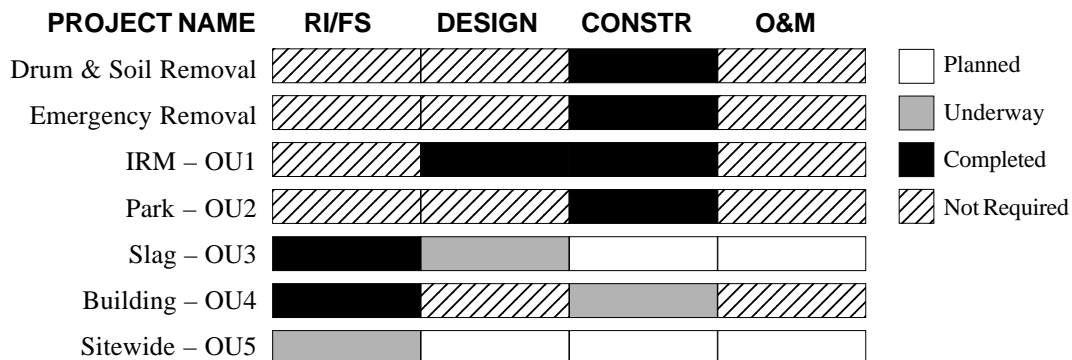 PROJECT NAME RI/FS DESIGN CONSTR O&M
Drum & Soil Removal
Planned
Emergency Removal
Underway
IRM – OU1
Completed
Park – OU2
Not Required
Slag – OU3
Building – OU4
Sitewide – OU5